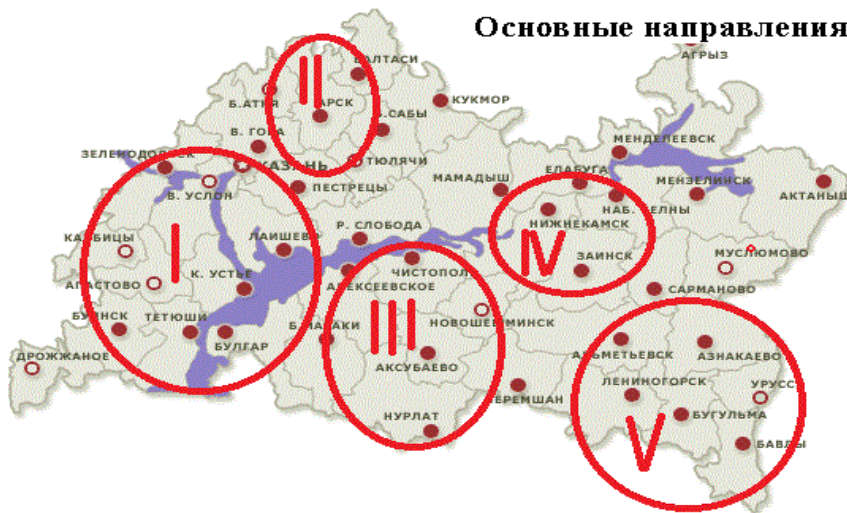 Основные направления
АГРЫЗ
БАЛТАСИ
II
Б.АТНЯ
КУКМОР
АРСК
Б.САБЫ
В. ГОРА
МЕНДЕЛЕЕВСК
ЗЕЛЕНОДОЛЬСК
КАЗАНЬ
ТЮЛЯЧИ
ЕЛАБУГА
МАМАДЫШ
МЕНЗЕЛИНСК
ПЕСТРЕЦЫ
В. УСЛОН
АКТАНЫШ
НАБ. ЧЕЛНЫ
НИЖНЕКАМСК
Р. СЛОБОДА
ЛАИШЕВО
I
IV
КАЙБИЦЫ
МУСЛЮМОВО
ЗАИНСК
ЧИСТОПОЛЬ
К. УСТЬЕ
АЛЕКСЕЕВСКОЕ
АПАСТОВО
САРМАНОВО
III
НОВОШЕШМИНСК
БУИНСК
ТЕТЮШИ
БУЛГАР
АЛЬМЕТЬЕВСК
АЗНАКАЕВО
ДРОЖЖАНОЕ
АКСУБАЕВО
ЛЕНИНОГОРСК
ЧЕРЕМШАН
НУРЛАТ
БУГУЛЬМА
V
БАВЛЫ